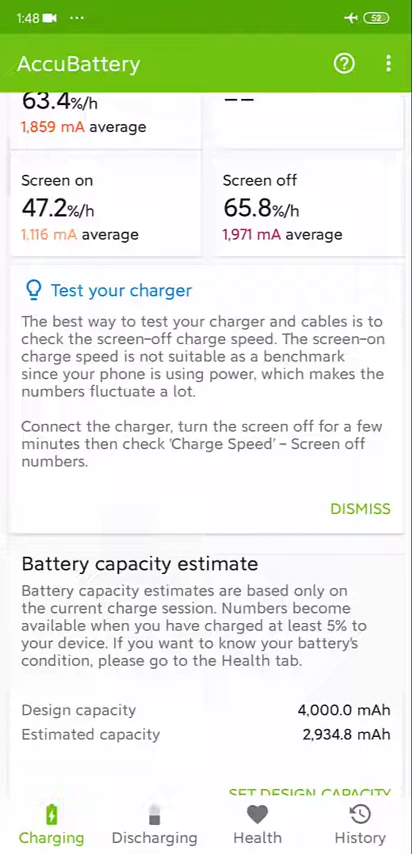 1:48 ... 52
AccuBattery
63.4%/h
--
1,859 mA average
Screen on
Screen off
47.2%/h
65.8%/h
1,116 mA average
1,971 mA average
Test your charger
The best way to test your charger and cables is to
check the screen-off charge speed. The screen-on
charge speed is not suitable as a benchmark
since your phone is using power, which makes the
numbers fluctuate a lot.
Connect the charger, turn the screen off for a few
minutes then check 'Charge Speed' - Screen off
numbers.
DISMISS
Battery capacity estimate
Battery capacity estimates are based only on
the current charge session. Numbers become
available when you have charged at least 5% to
your device. If you want to know your battery's
condition, please go to the Health tab.
Design capacity 4,000.0 mAh
Estimated capacity 2,934.8 mAh
SET DESIGN CAPACITY
Charging Discharging Health History